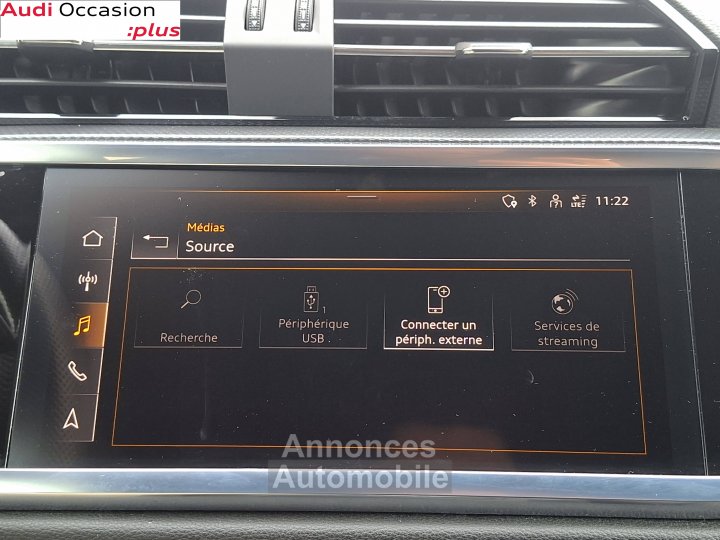 Audi Occasion
:plus
LTE
11:22
Médias
Source
Recherche
1
Périphérique
USB
Connecter un
périph. externe
Services de
streaming
Annonces
Automobile